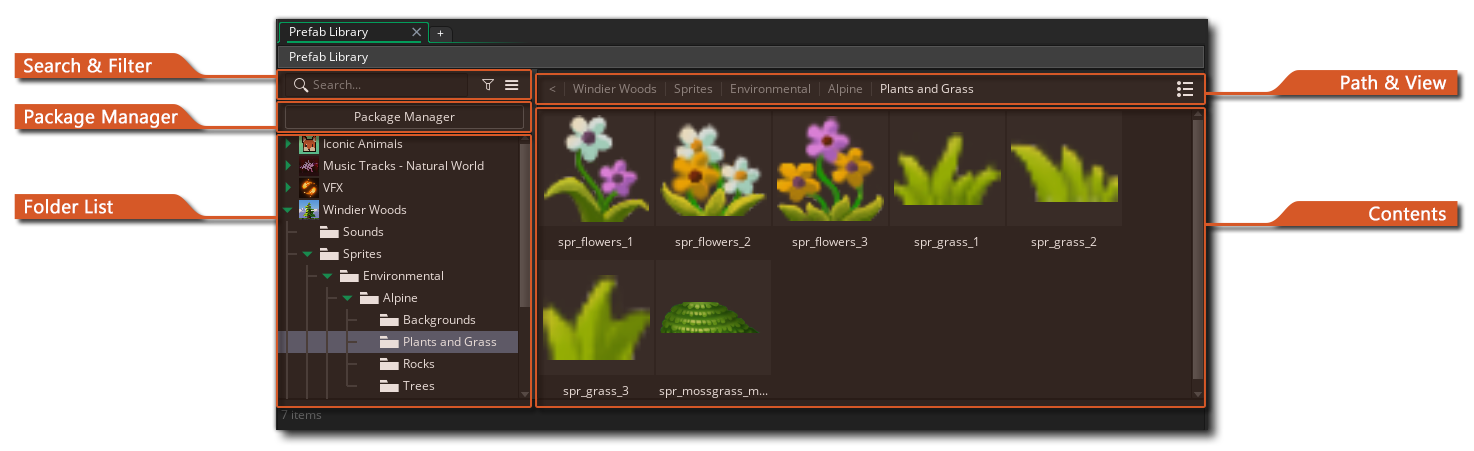 Prefab Library
+
Prefab Library
Search & Filter
Search...
Package Manager
Package Manager
Folder List
Iconic Animals
Music Tracks - Natural World
VFX
Windier Woods
Sounds
Sprites
Environmental
Alpine
Backgrounds
Plants and Grass
Rocks
Trees
7 items
Path & View
< Windier Woods Sprites Environmental Alpine Plants and Grass
Contents
spr_flowers_1 spr_flowers_2 spr_flowers_3 spr_grass_1 spr_grass_2
spr_grass_3 spr_mossgrass_m...